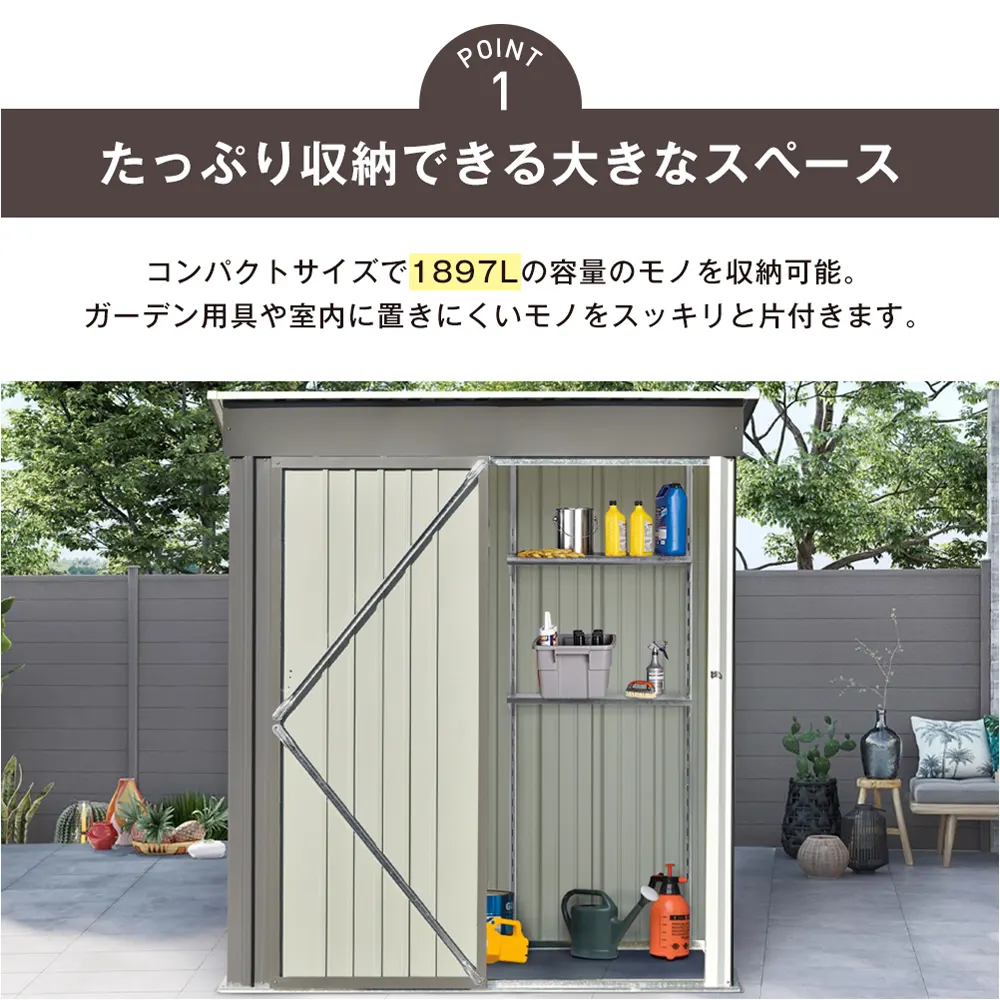 POINT
1
たっぷり収納できる大きなスペース
コンパクトサイズで1897Lの容量のモノを収納可能。
ガーデン用具や室内に置きにくいモノをスッキリと片付きます。